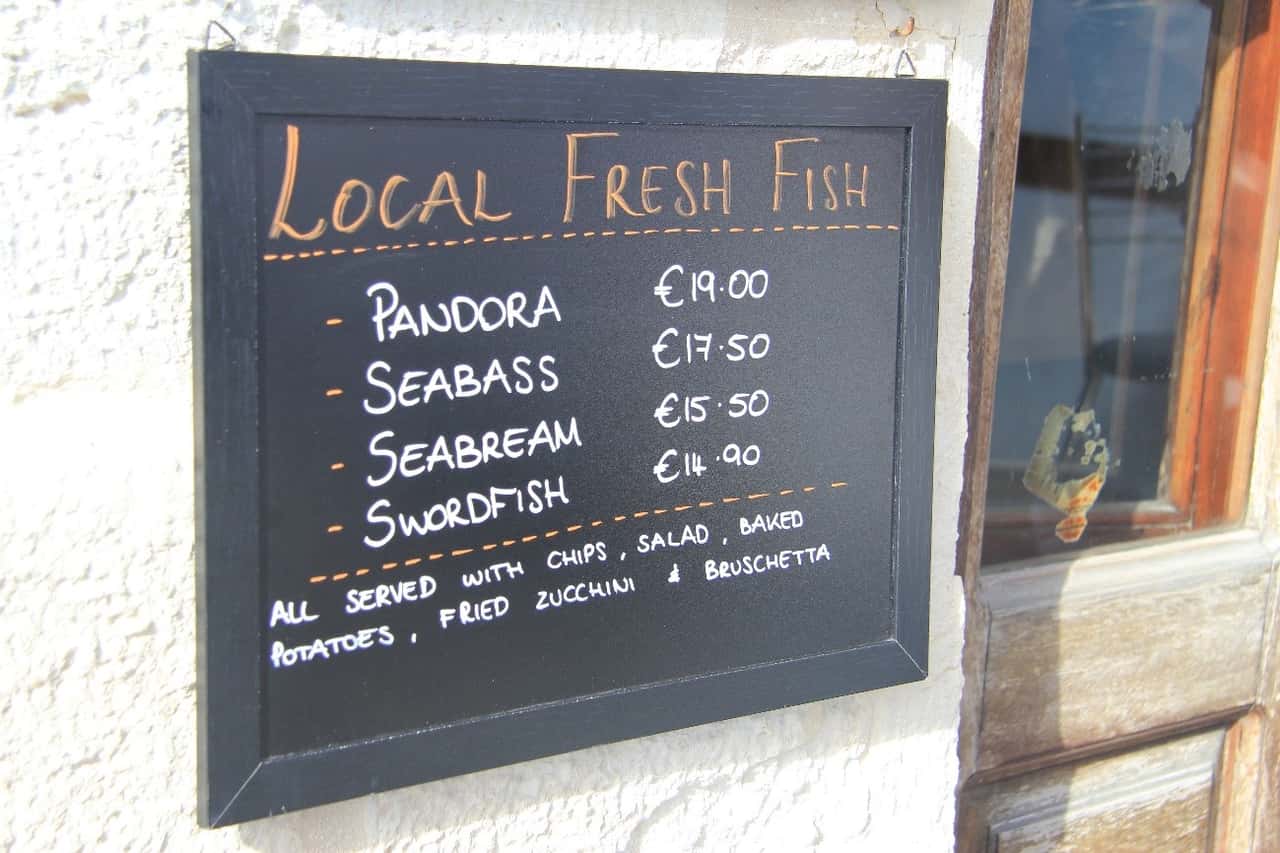 LOCAL FRESH FISH
- PANDORA €19.00
- SEABASS €17.50
- SEABREAM €15.50
- SWORDFISH €14.90
ALL SERVED WITH CHIPS, SALAD, BAKED
POTATOES, FRIED ZUCCHINI & BRUSCHETTA